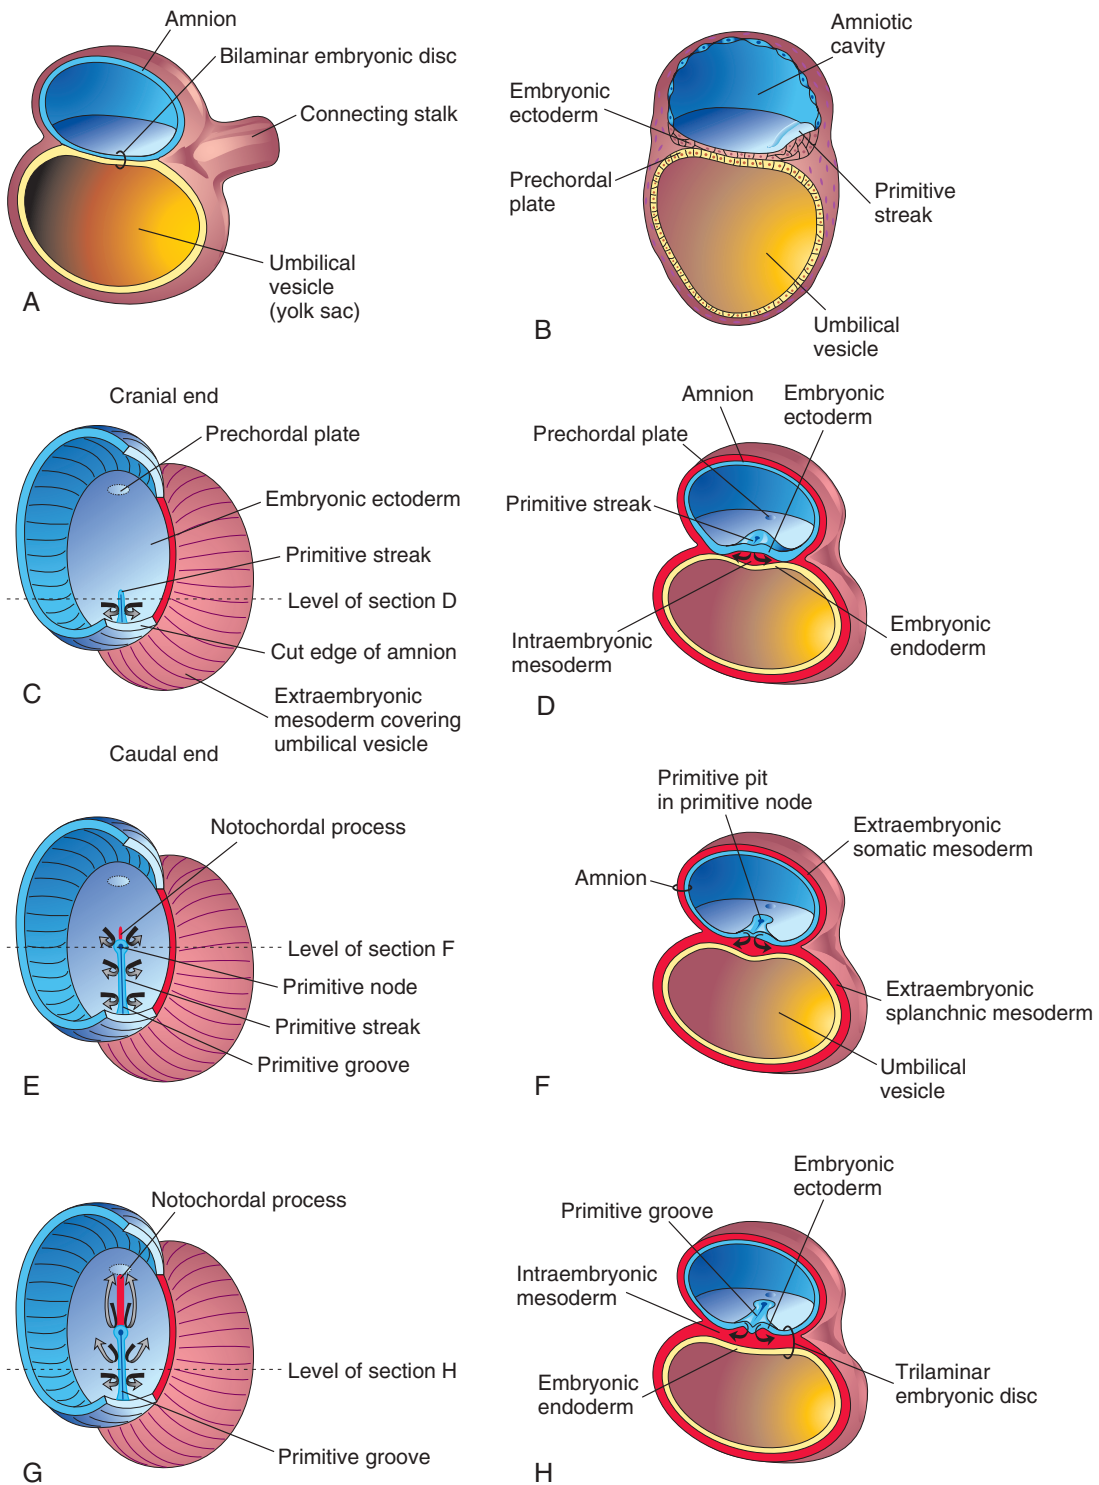 Amnion
Bilaminar embryonic disc
Connecting stalk
Umbilical
vesicle
(yolk sac)
A
Amniotic
cavity
Embryonic
ectoderm
Prechordal
plate
Primitive
streak
Umbilical
vesicle
B
Cranial end
Prechordal plate
Embryonic ectoderm
Primitive streak
Level of section D
Cut edge of amnion
Extraembryonic
mesoderm covering
umbilical vesicle
C
Caudal end
Amnion
Embryonic
ectoderm
Prechordal plate
Primitive streak
Intraembryonic
mesoderm
Embryonic
endoderm
D
Notochordal process
Level of section F
Primitive node
Primitive streak
Primitive groove
E
Primitive pit
in primitive node
Extraembryonic
somatic mesoderm
Amnion
Extraembryonic
splanchnic mesoderm
Umbilical
vesicle
F
Notochordal process
Level of section H
Primitive groove
G
Embryonic
ectoderm
Primitive groove
Intraembryonic
mesoderm
Embryonic
endoderm
Trilaminar
embryonic disc
H